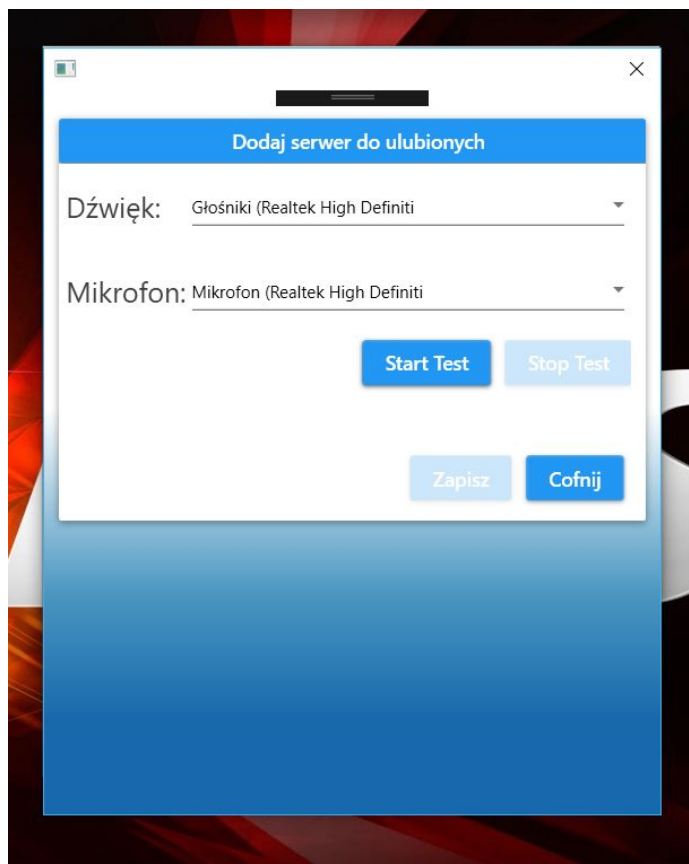 Dodaj serwer do ulubionych
Dźwięk: Głośniki (Realtek High Definiti
Mikrofon: Mikrofon (Realtek High Definiti
Start Test Stop Test
Zapisz Cofnij